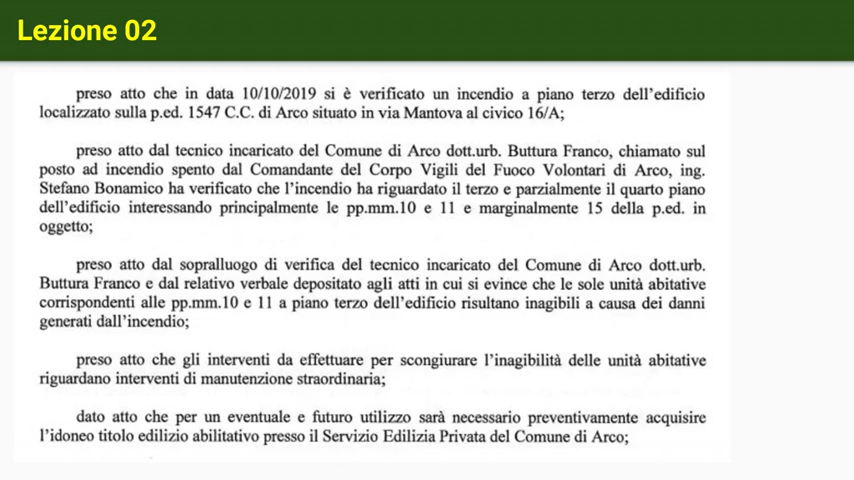 Lezione 02
preso atto che in data 10/10/2019 si è verificato un incendio a piano terzo dell'edificio
localizzato sulla p.ed. 1547 C.C. di Arco situato in via Mantova al civico 16/A;
preso atto dal tecnico incaricato del Comune di Arco dott.urb. Buttura Franco, chiamato sul
posto ad incendio spento dal Comandante del Corpo Vigili del Fuoco Volontari di Arco, ing.
Stefano Bonamico ha verificato che l'incendio ha riguardato il terzo e parzialmente il quarto piano
dell'edificio interessando principalmente le pp.mm.10 e 11 e marginalmente 15 della p.ed. in
oggetto;
preso atto dal sopralluogo di verifica del tecnico incaricato del Comune di Arco dott.urb.
Buttura Franco e dal relativo verbale depositato agli atti in cui si evince che le sole unità abitative
corrispondenti alle pp.mm.10 e 11 a piano terzo dell'edificio risultano inagibili a causa dei danni
generati dall'incendio;
preso atto che gli interventi da effettuare per scongiurare l'inagibilità delle unità abitative
riguardano interventi di manutenzione straordinaria;
dato atto che per un eventuale e futuro utilizzo sarà necessario preventivamente acquisire
l'idoneo titolo edilizio abilitativo presso il Servizio Edilizia Privata del Comune di Arco;